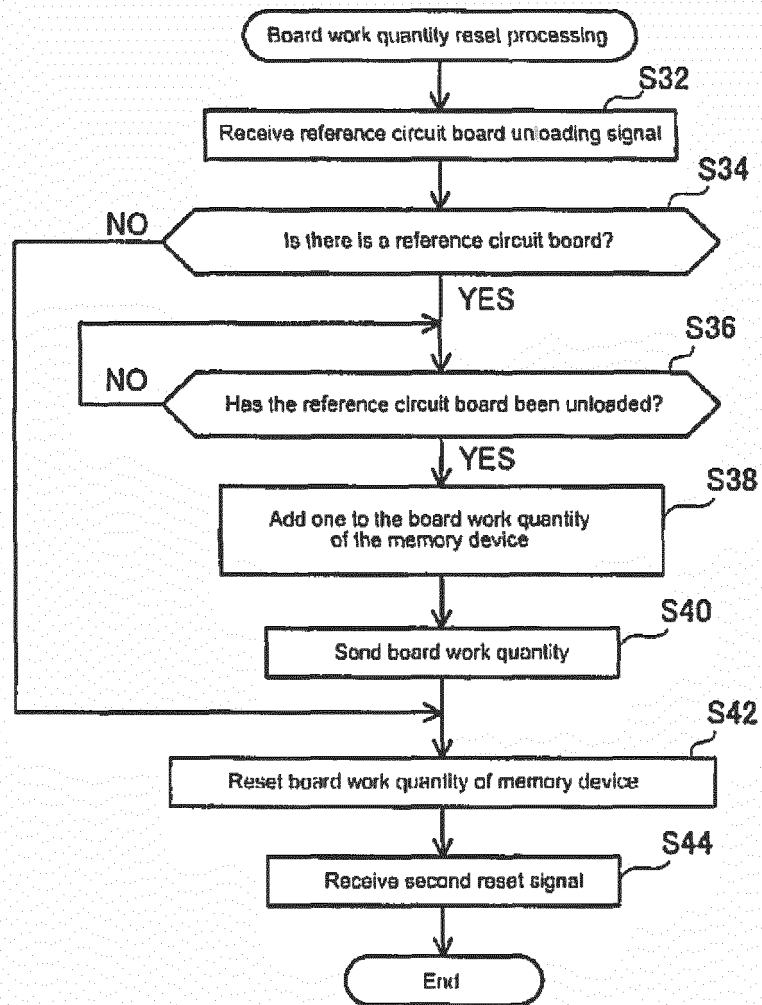 Board work quantity reset processing
S32
Receive reference circuit board unloading signal
S34
NO
Is there is a reference circuit board?
YES
S36
NO
Has the reference circuit board been unloaded?
YES
S38
Add one to the board work quantity
of the memory device
S40
Send board work quantity
S42
Reset board work quantity of memory device
S44
Receive second reset signal
End